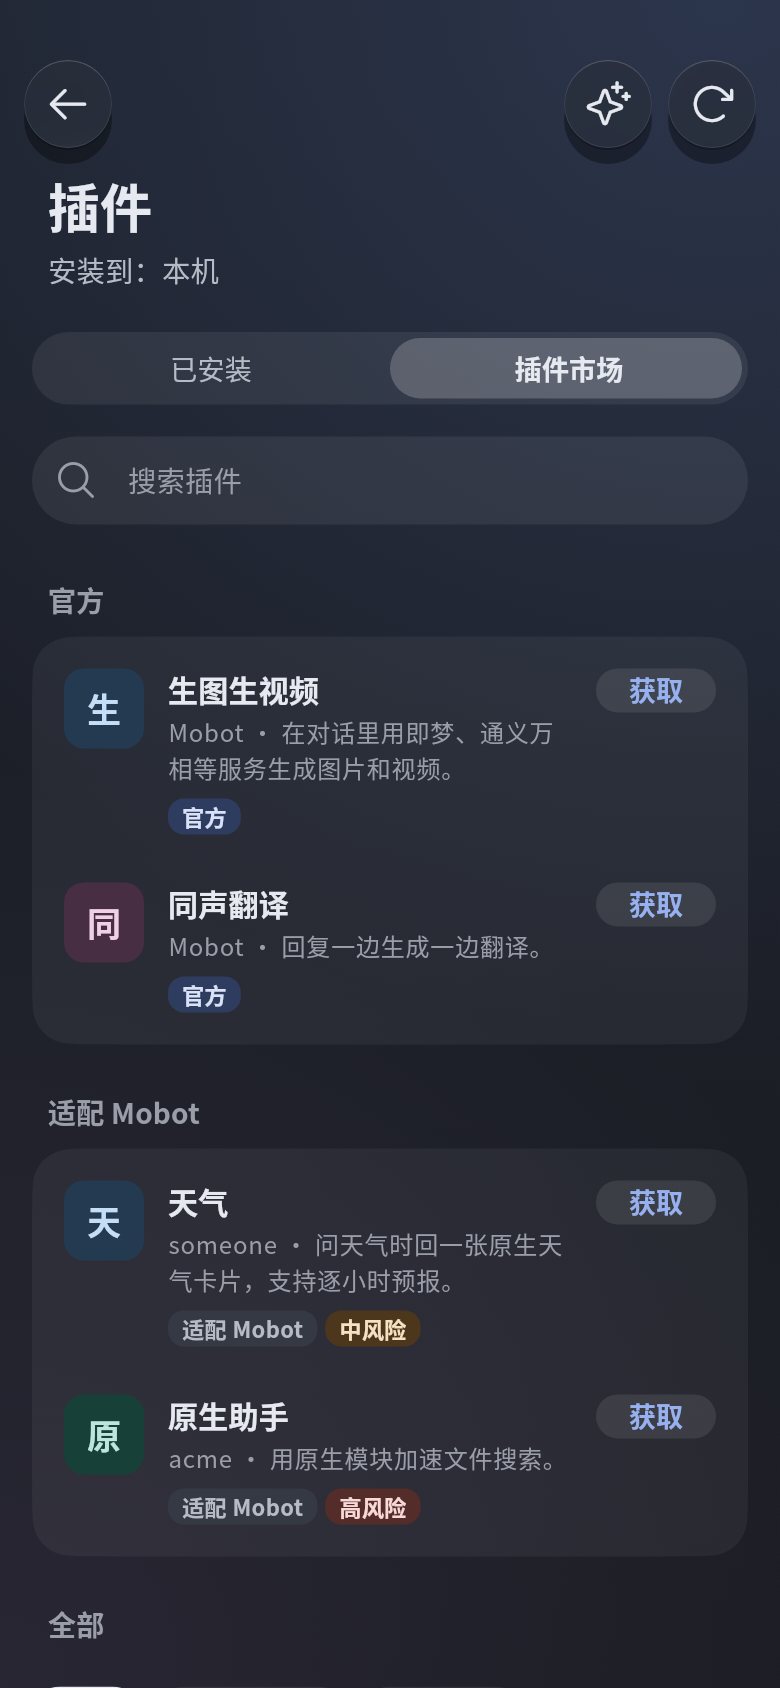 插件
安装到：本机
已安装
插件市场
搜索插件
官方
生
生图生视频
获取
Mobot · 在对话里用即梦、通义万
相等服务生成图片和视频。
官方
同
同声翻译
获取
Mobot · 回复一边生成一边翻译。
官方
适配 Mobot
天
天气
获取
someone · 问天气时回一张原生天
气卡片，支持逐小时预报。
适配 Mobot
中风险
原
原生助手
获取
acme · 用原生模块加速文件搜索。
适配 Mobot
高风险
全部